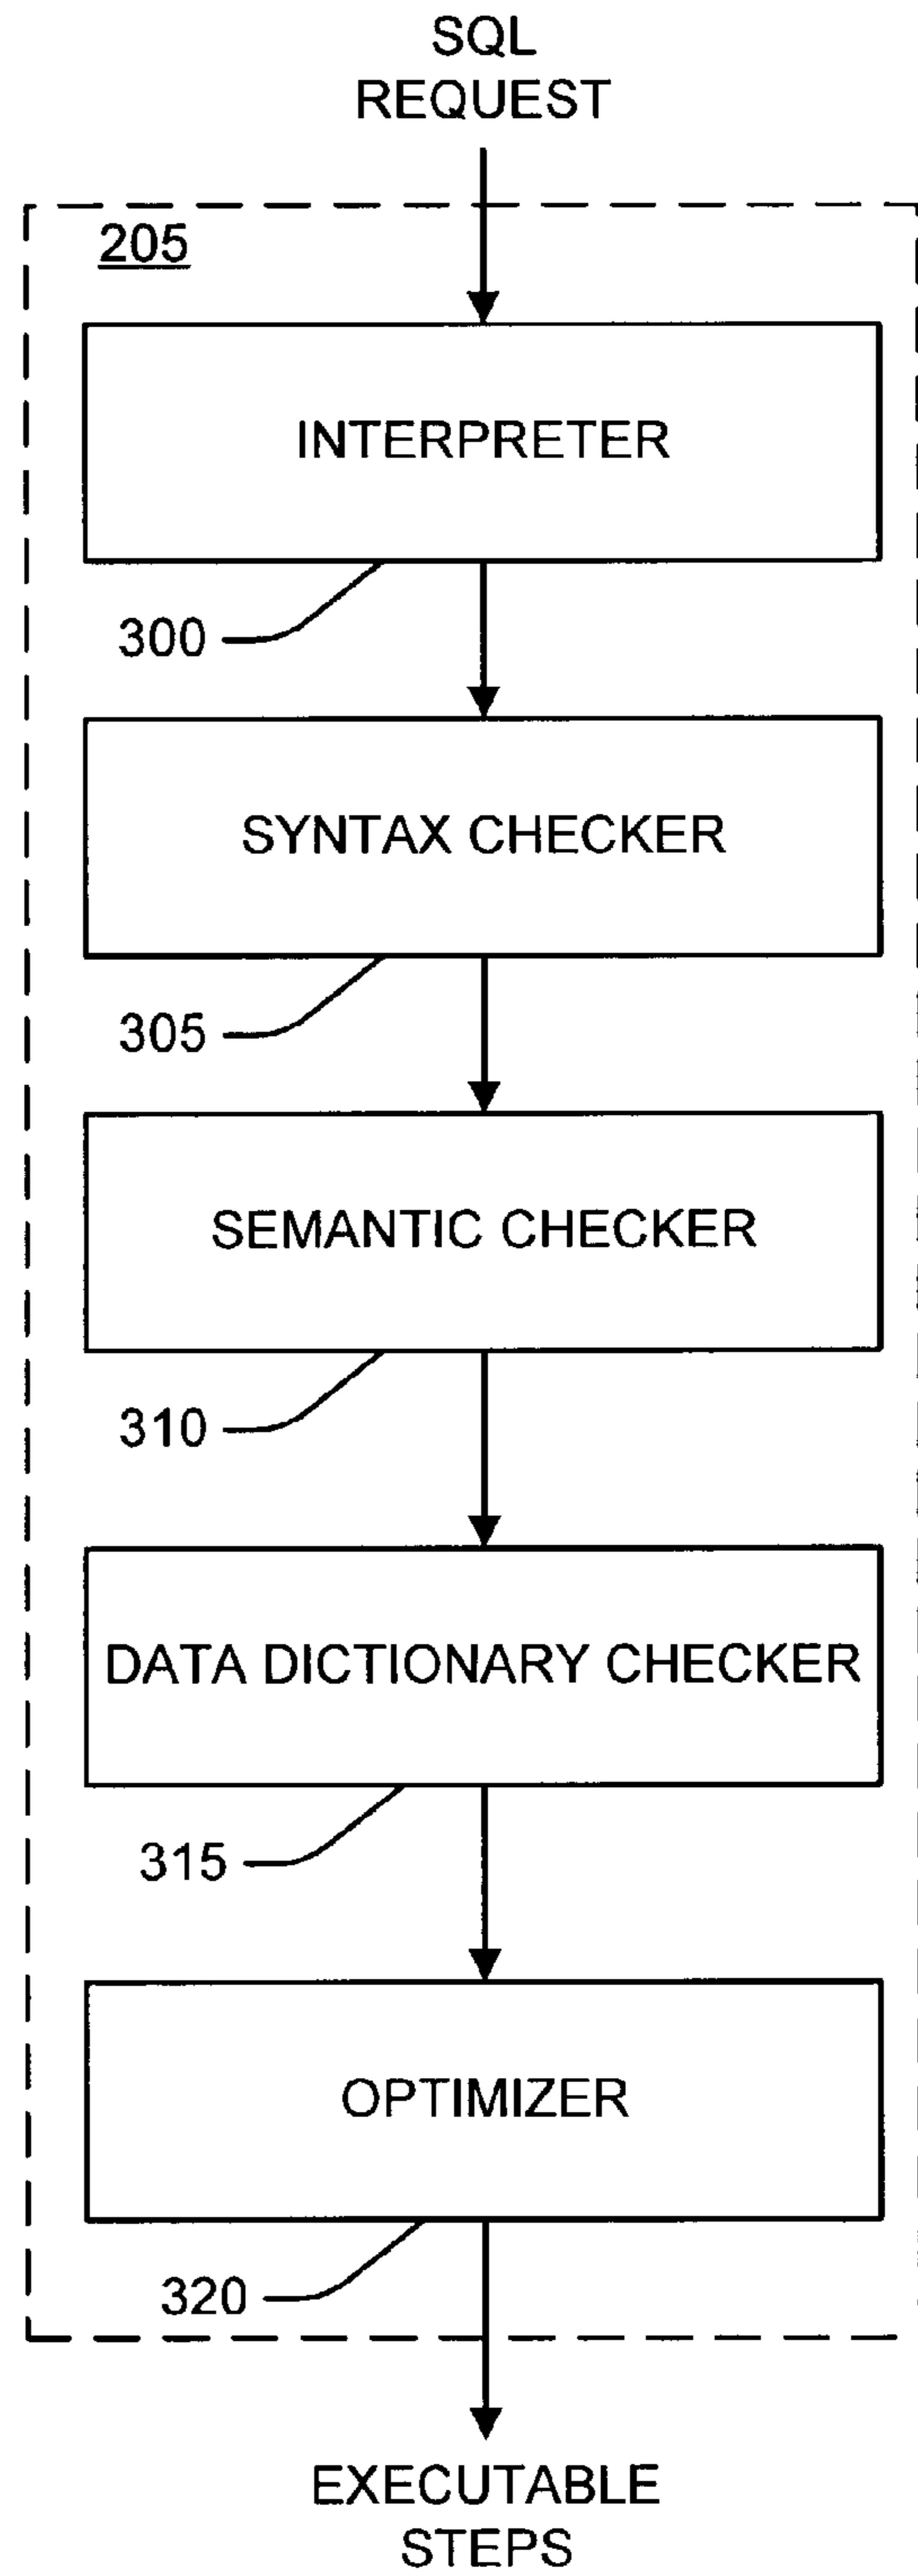 SQL
REQUEST
205
INTERPRETER
300
SYNTAX CHECKER
305
SEMANTIC CHECKER
310
DATA DICTIONARY CHECKER
315
OPTIMIZER
320
EXECUTABLE
STEPS